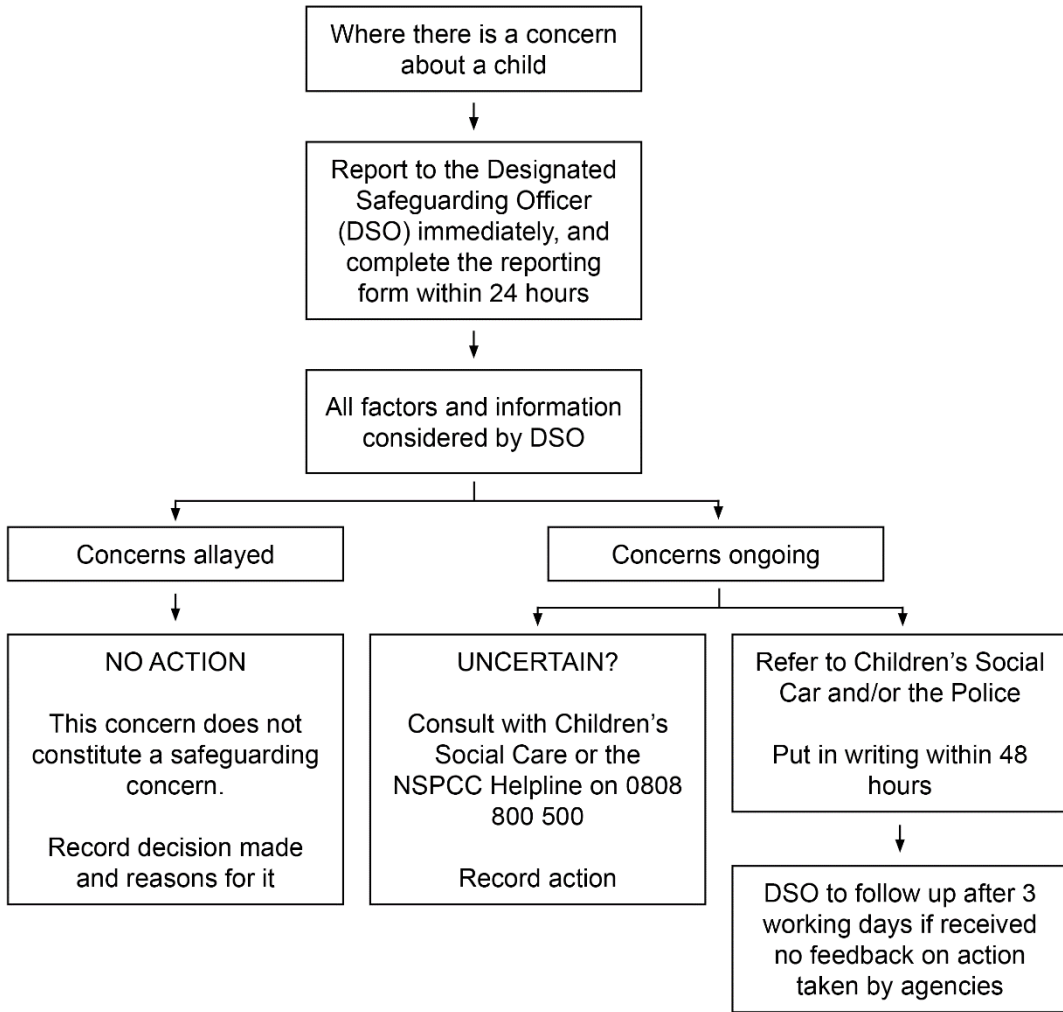 Where there is a concern
about a child
Report to the Designated
Safeguarding Officer
(DSO) immediately, and
complete the reporting
form within 24 hours
All factors and information
considered by DSO
Concerns allayed
Concerns ongoing
NO ACTION
This concern does not
constitute a safeguarding
concern.
Record decision made
and reasons for it
UNCERTAIN?
Consult with Children’s
Social Care or the
NSPCC Helpline on 0808
800 500
Record action
Refer to Children’s Social
Car and/or the Police
Put in writing within 48
hours
DSO to follow up after 3
working days if received
no feedback on action
taken by agencies